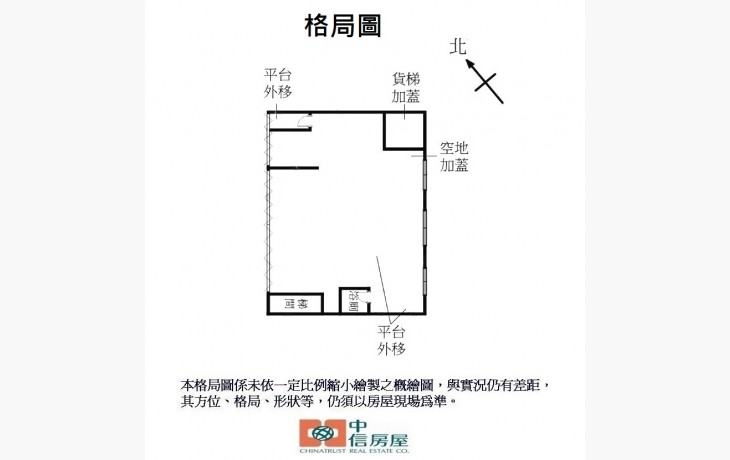 格局圖
北
平台
外移
貨梯
加蓋
空地
加蓋
浴廁
平台
外移
本格局圖係未依一定比例縮小繪製之概繪圖，與實況仍有差距，
其方位、格局、形狀等，仍須以房屋現場為準。
中
信房屋
CHINATRUST REAL ESTATE CO.